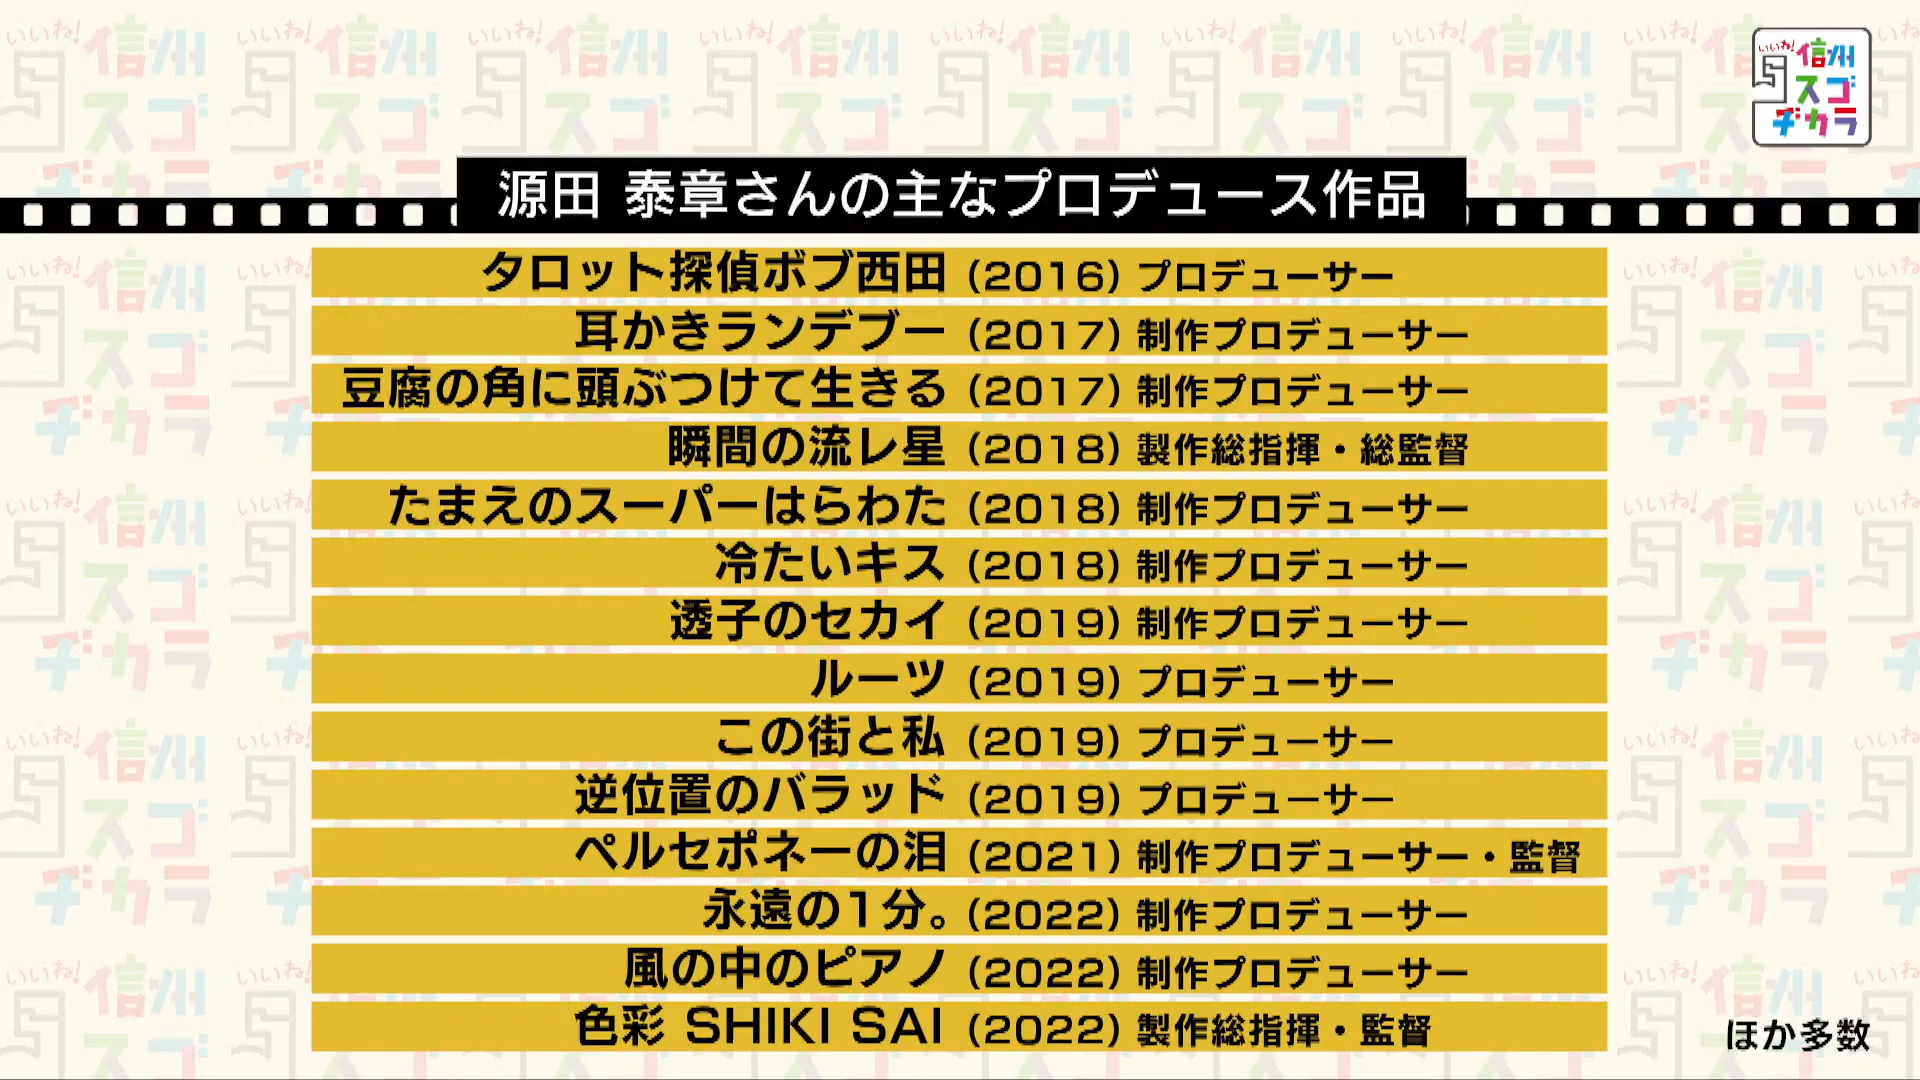 いいね!信州スゴヂカラ
源田 泰章さんの主なプロデュース作品
タロット探偵ボブ西田（2016）プロデューサー
耳かきランデブー（2017）制作プロデューサー
豆腐の角に頭ぶつけて生きる（2017）制作プロデューサー
瞬間の流レ星（2018）製作総指揮・総監督
たまえのスーパーはらわた（2018）制作プロデューサー
冷たいキス（2018）制作プロデューサー
透子のセカイ（2019）制作プロデューサー
ルーツ（2019）プロデューサー
この街と私（2019）プロデューサー
逆位置のバラッド（2019）プロデューサー
ペルセポネーの泪（2021）制作プロデューサー・監督
永遠の1分。（2022）制作プロデューサー
風の中のピアノ（2022）制作プロデューサー
色彩 SHIKI SAI（2022）製作総指揮・監督
ほか多数